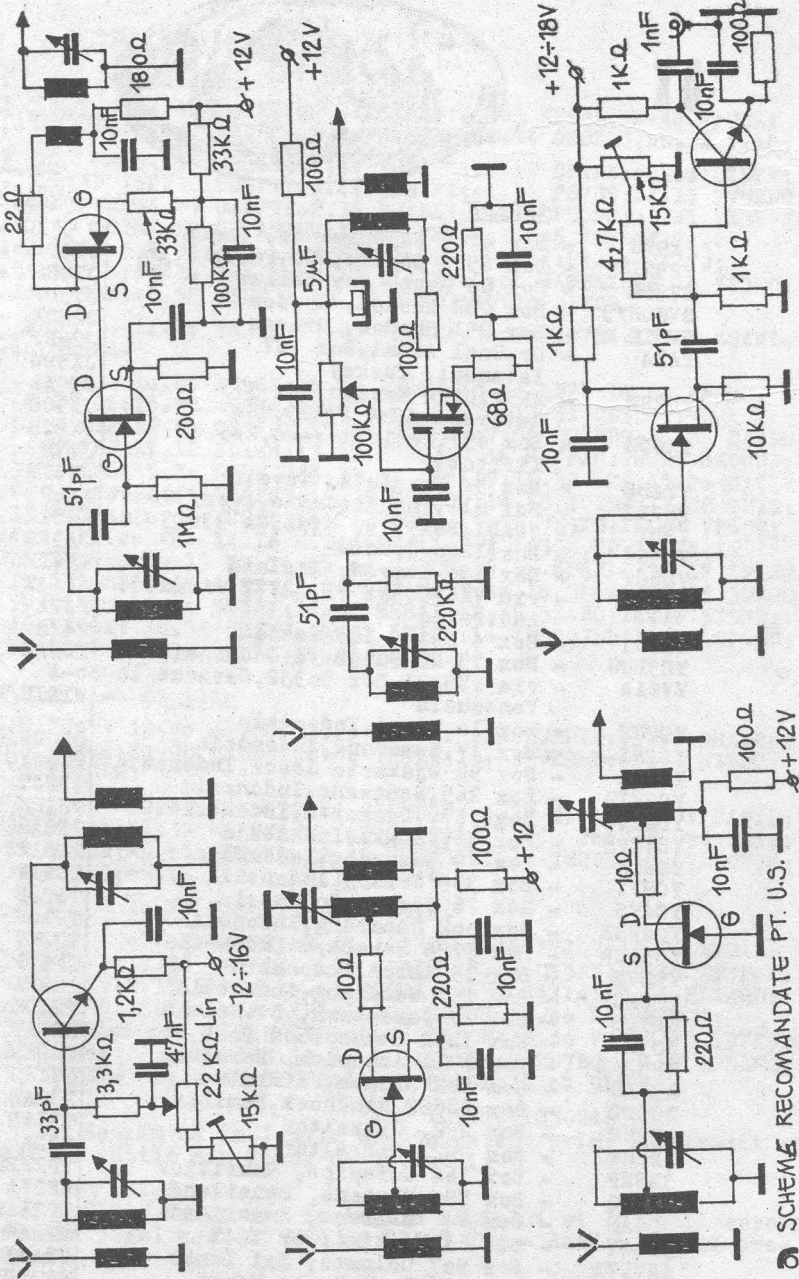 33pF
3,3KΩ
1,2KΩ
47nF
10nF
22KΩ Lin
15KΩ
12÷16V
51pF
1MΩ
G
D
S
200Ω
D
S
G
22Ω
10nF
33KΩ
100KΩ
10nF
10nF
180Ω
33KΩ
+12V
G
D
S
10Ω
220Ω
10nF
10nF
100Ω
+12
51pF
220KΩ
10nF
100KΩ
10nF
5µF
100Ω
+12V
100Ω
68Ω
220Ω
10nF
10nF
220Ω
S
D
G
10Ω
10nF
100Ω
+12V
10nF
1KΩ
51pF
10KΩ
4,7KΩ
15KΩ
1KΩ
1KΩ
+12÷18V
1nF
10nF
100Ω
SCHEME RECOMANDATE PT. U.S.